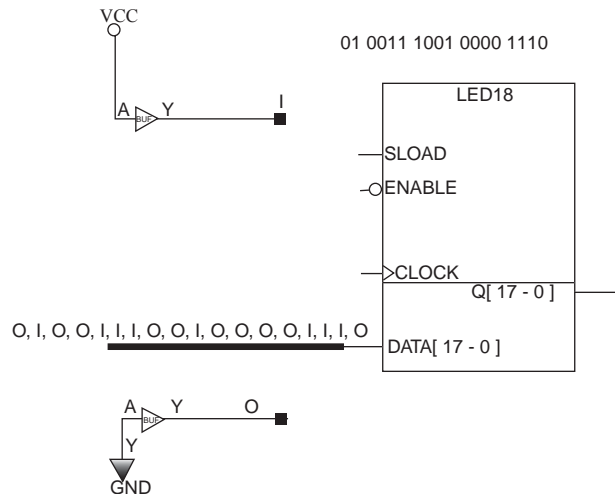 VCC
01 0011 1001 0000 1110
I
LED18
A
Y
BUF
SLOAD
ENABLE
CLOCK
Q[ 17 - 0 ]
O, I, O, O, I, I, I, O, O, I, O, O, O, O, I, I, I, O
DATA[ 17 - 0 ]
A
Y
O
BUF
Y
GND